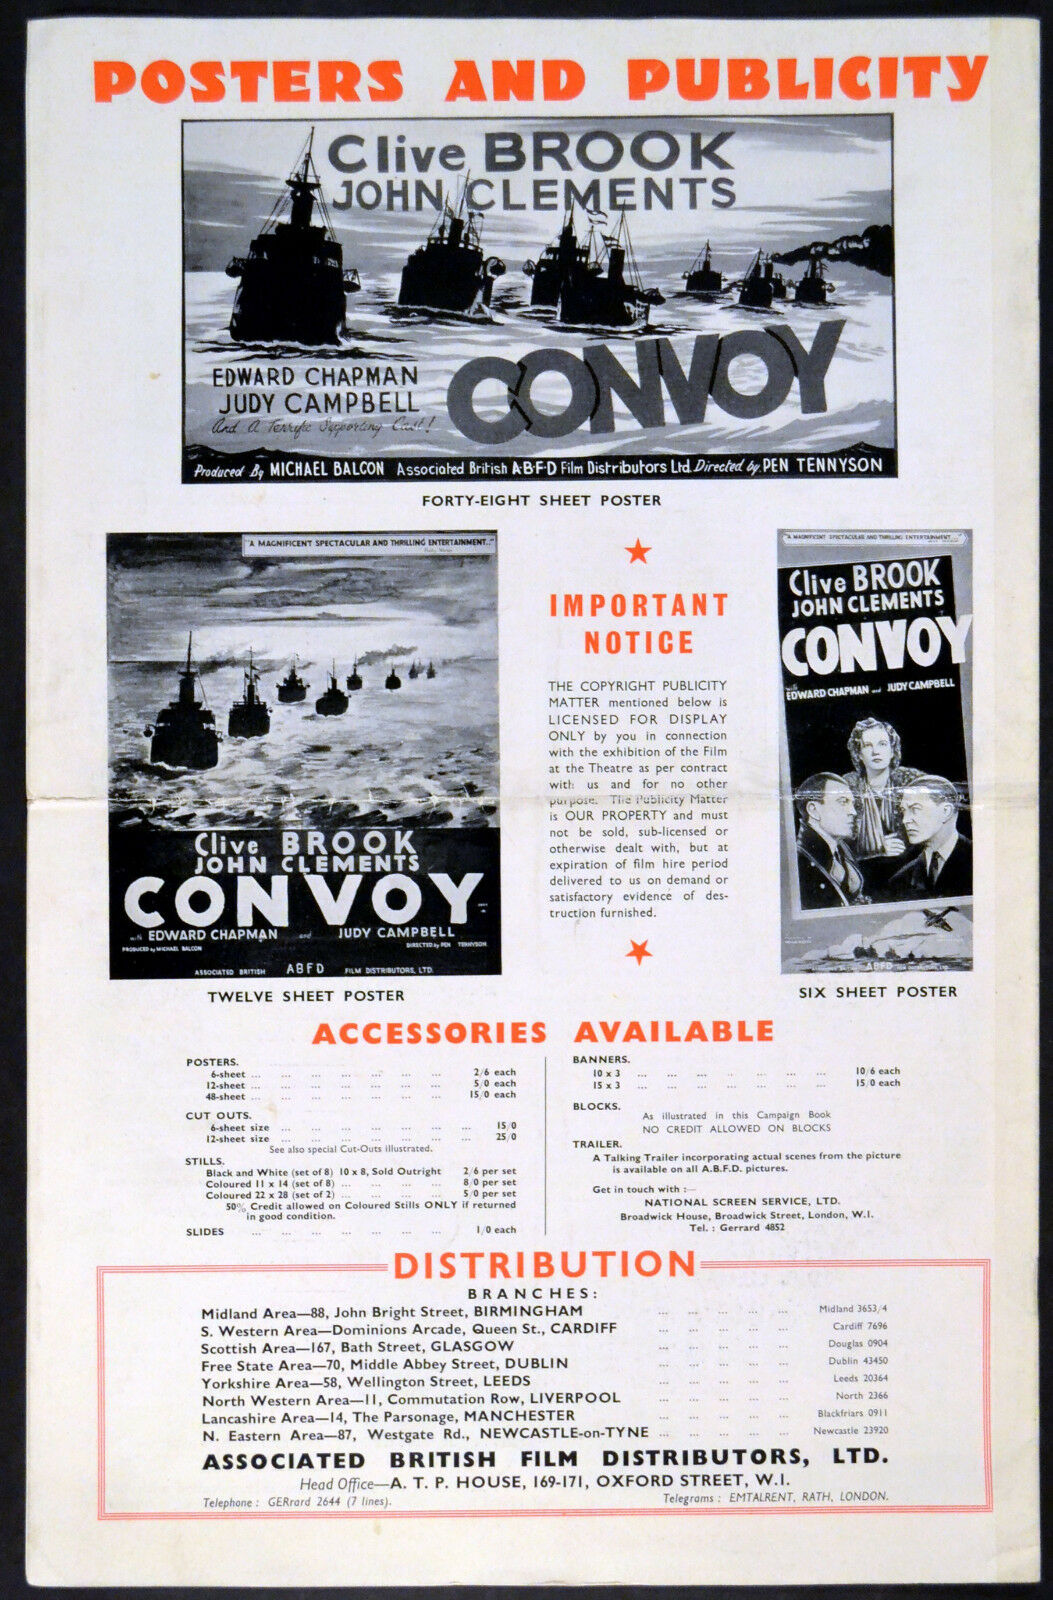 POSTERS AND PUBLICITY
Clive BROOK
JOHN CLEMENTS
EDWARD CHAPMAN
JUDY CAMPBELL
And A Terrific Supporting Cast!
CONVOY
Produced By MICHAEL BALCON Associated British A·B·F·D Film Distributors Ltd. Directed by PEN TENNYSON
FORTY-EIGHT SHEET POSTER
"A MAGNIFICENT SPECTACULAR AND THRILLING ENTERTAINMENT.."
Clive BROOK
JOHN CLEMENTS
CONVOY
with EDWARD CHAPMAN and JUDY CAMPBELL
PRODUCED by MICHAEL BALCON DIRECTED by PEN TENNYSON
ASSOCIATED BRITISH ABFD FILM DISTRIBUTORS, LTD.
TWELVE SHEET POSTER
IMPORTANT
NOTICE
THE COPYRIGHT PUBLICITY
MATTER mentioned below is
LICENSED FOR DISPLAY
ONLY by you in connection
with the exhibition of the Film
at the Theatre as per contract
with us and for no other
purpose. The Publicity Matter
is OUR PROPERTY and must
not be sold, sub-licensed or
otherwise dealt with, but at
expiration of film hire period
delivered to us on demand or
satisfactory evidence of des-
truction furnished.
"A MAGNIFICENT SPECTACULAR AND THRILLING ENTERTAINMENT..."
Clive BROOK
JOHN CLEMENTS
CONVOY
with EDWARD CHAPMAN and JUDY CAMPBELL
ABFD
SIX SHEET POSTER
ACCESSORIES AVAILABLE
POSTERS.
6-sheet ... ... ... ... ... ... ... 2/6 each
12-sheet ... ... ... ... ... ... ... 5/0 each
48-sheet ... ... ... ... ... ... ... 15/0 each
CUT OUTS.
6-sheet size ... ... ... ... ... ... ... 15/0
12-sheet size ... ... ... ... ... ... ... 25/0
See also special Cut-Outs illustrated.
STILLS.
Black and White (set of 8) 10 x 8, Sold Outright 2/6 per set
Coloured 11 x 14 (set of 8) ... ... ... ... 8/0 per set
Coloured 22 x 28 (set of 2) ... ... ... ... 5/0 per set
50% Credit allowed on Coloured Stills ONLY if returned
in good condition.
SLIDES ... ... ... ... ... ... ... 1/0 each
BANNERS.
10 x 3 ... ... ... ... ... ... ... 10/6 each
15 x 3 ... ... ... ... ... ... ... 15/0 each
BLOCKS.
As illustrated in this Campaign Book
NO CREDIT ALLOWED ON BLOCKS
TRAILER.
A Talking Trailer incorporating actual scenes from the picture
is available on all A.B.F.D. pictures.
Get in touch with :—
NATIONAL SCREEN SERVICE, LTD.
Broadwick House, Broadwick Street, London, W.1.
Tel. : Gerrard 4852
DISTRIBUTION
BRANCHES:
Midland Area—88, John Bright Street, BIRMINGHAM ... ... ... ... ... Midland 3653/4
S. Western Area—Dominions Arcade, Queen St., CARDIFF ... ... ... ... ... Cardiff 7696
Scottish Area—167, Bath Street, GLASGOW ... ... ... ... ... Douglas 0904
Free State Area—70, Middle Abbey Street, DUBLIN ... ... ... ... ... Dublin 43450
Yorkshire Area—58, Wellington Street, LEEDS ... ... ... ... ... Leeds 20364
North Western Area—11, Commutation Row, LIVERPOOL ... ... ... ... ... North 2366
Lancashire Area—14, The Parsonage, MANCHESTER ... ... ... ... ... Blackfriars 0911
N. Eastern Area—87, Westgate Rd., NEWCASTLE-on-TYNE ... ... ... ... ... Newcastle 23920
ASSOCIATED BRITISH FILM DISTRIBUTORS, LTD.
Head Office—A. T. P. HOUSE, 169-171, OXFORD STREET, W.1.
Telephone : GERrard 2644 (7 lines). Telegrams : EMTALRENT, RATH, LONDON.